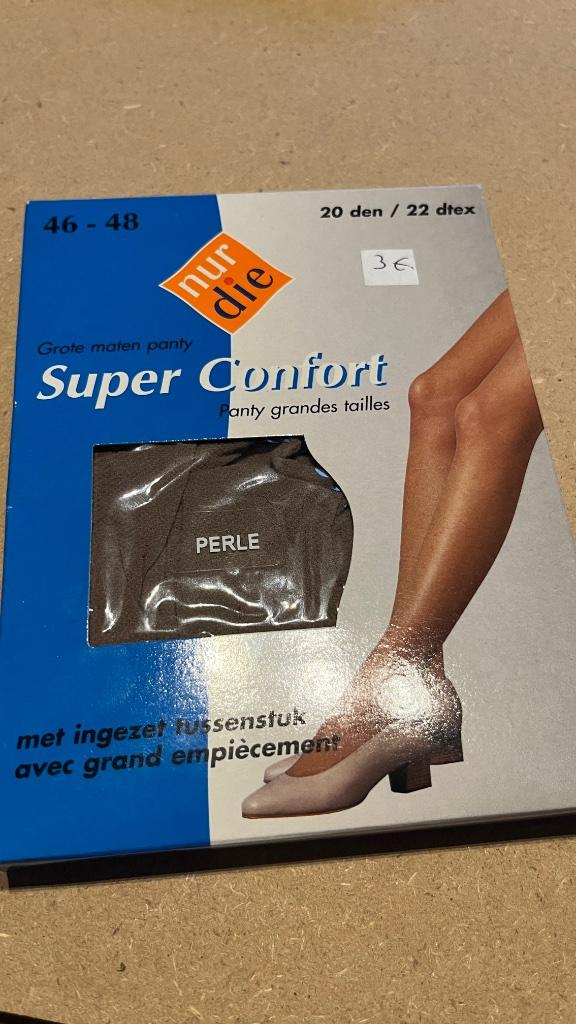 46 - 48
20 den / 22 dtex
nur
die
3 €
Grote maten panty
Super Confort
Panty grandes tailles
PERLE
met ingezet tussenstuk
avec grand empiècement